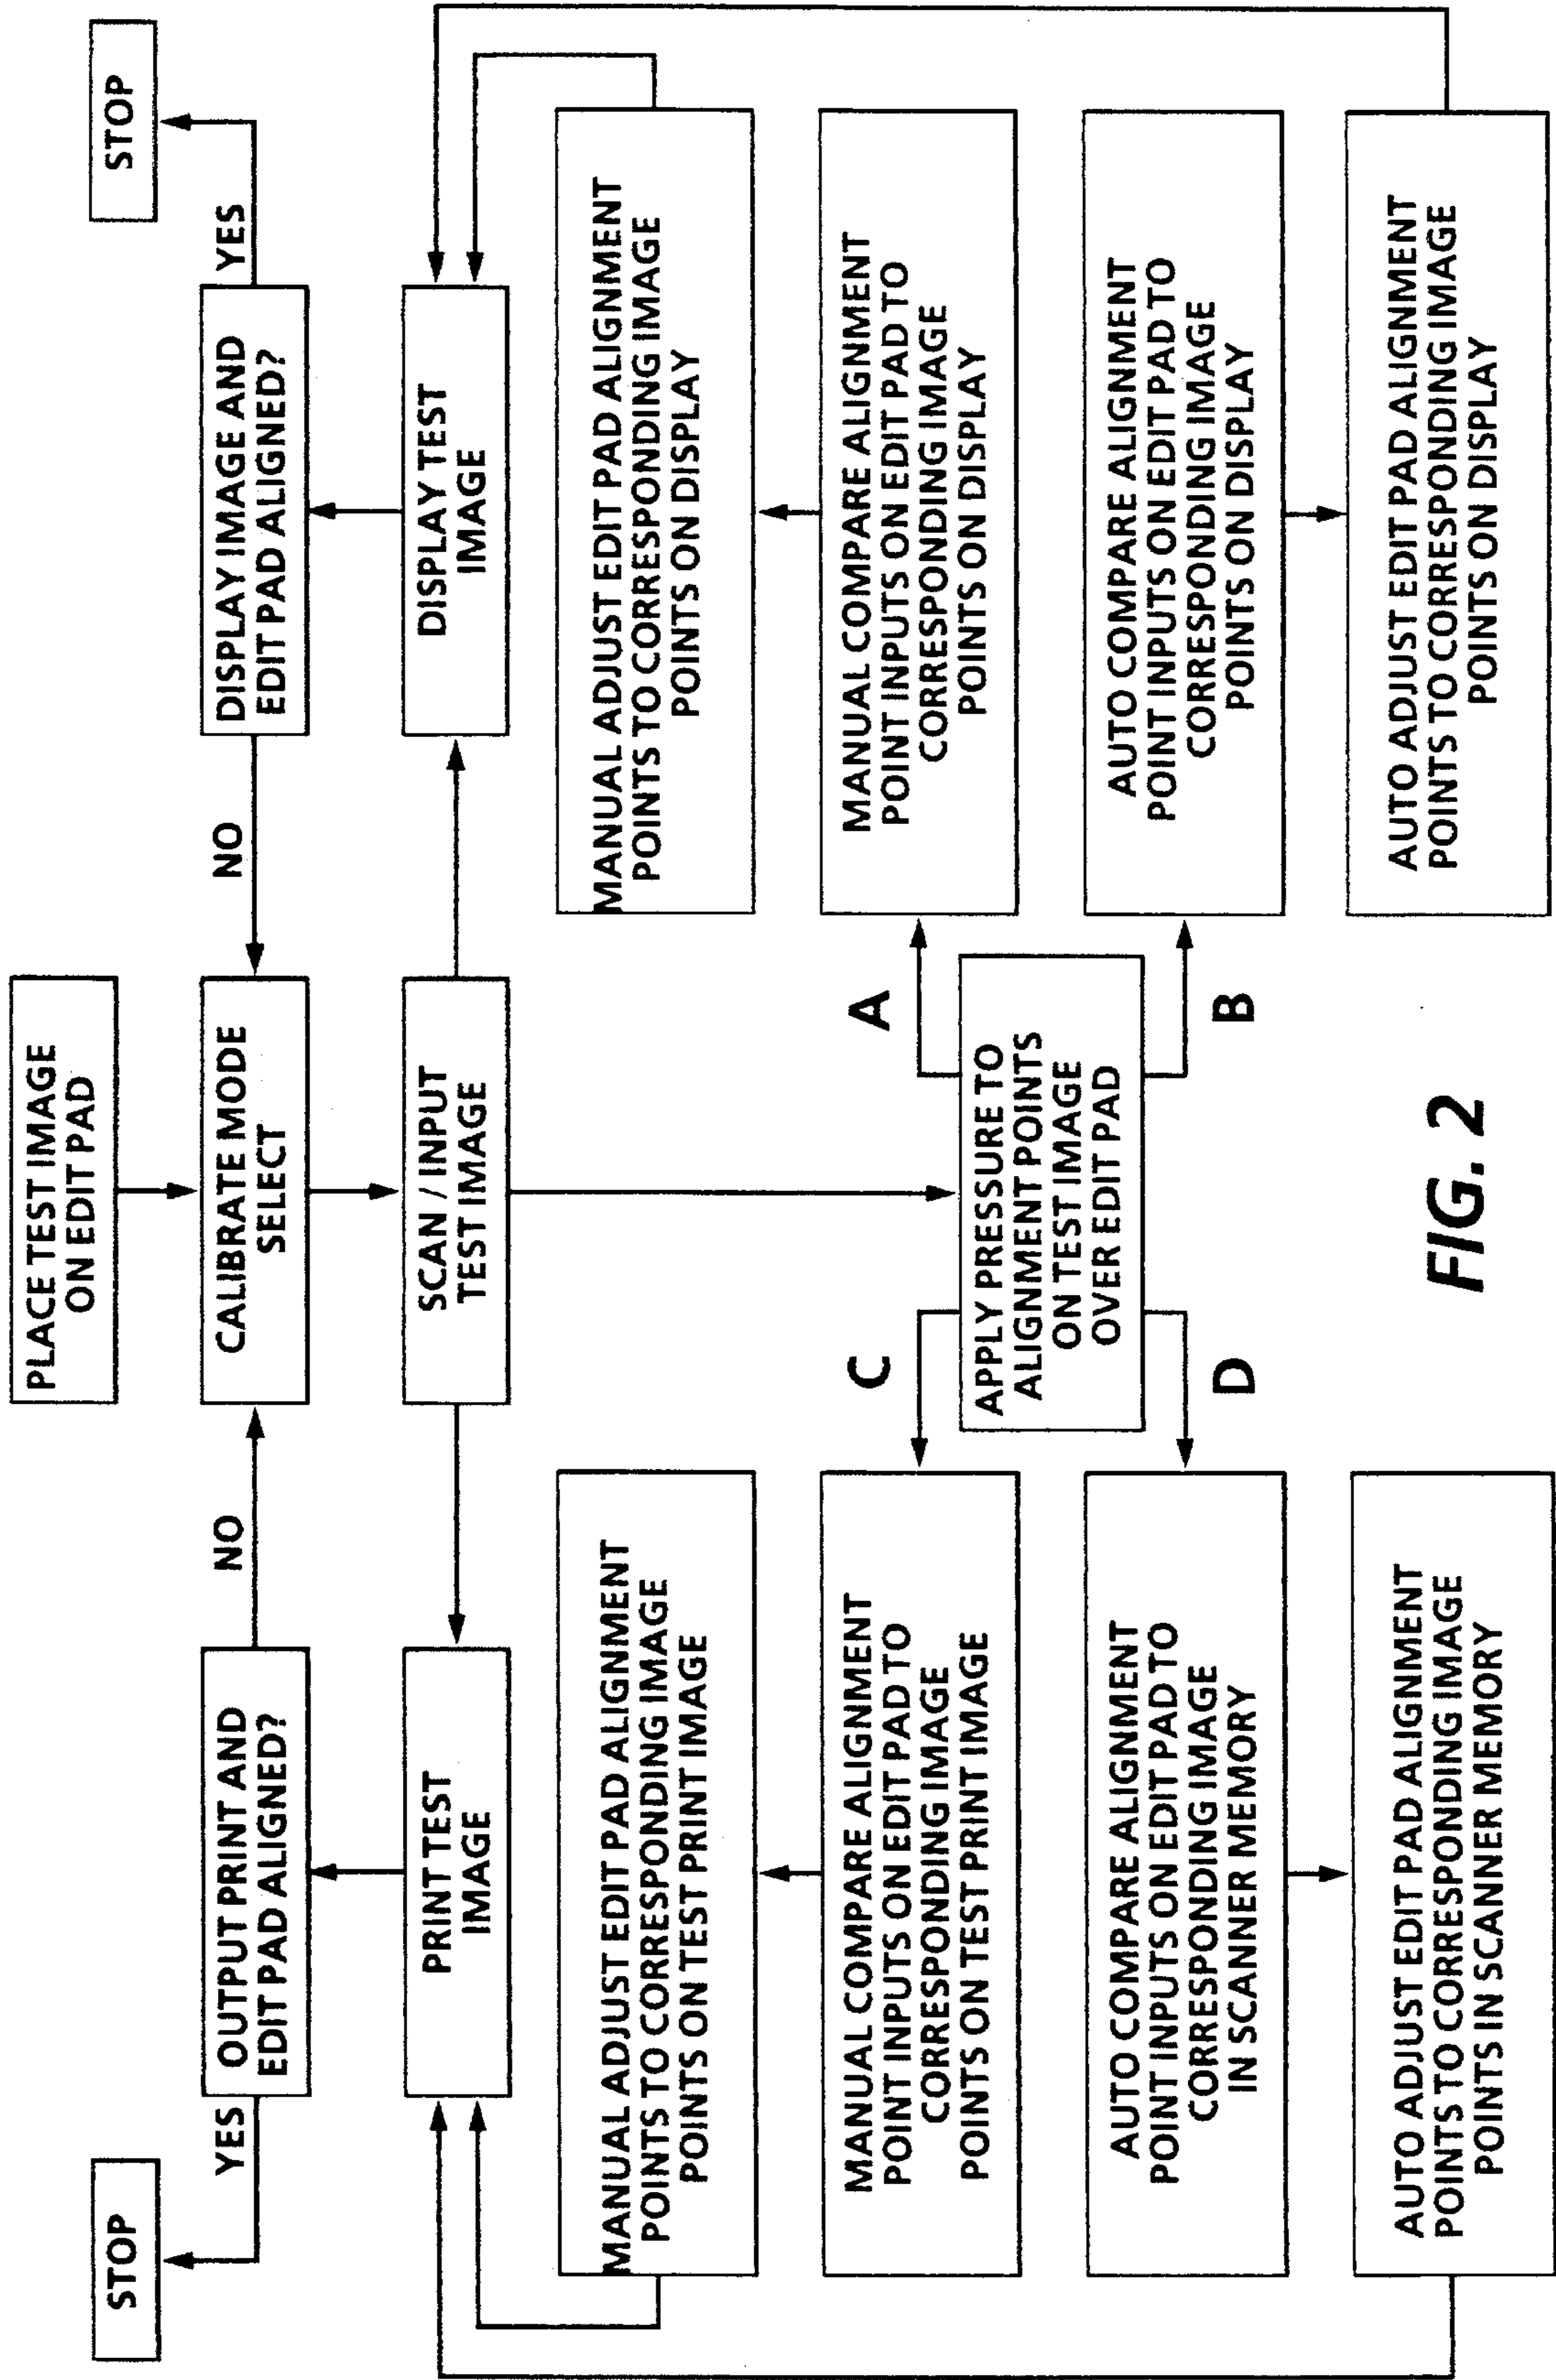 PLACE TEST IMAGE
ON EDIT PAD
STOP
STOP
YES
OUTPUT PRINT AND
EDIT PAD ALIGNED?
NO
CALIBRATE MODE
SELECT
NO
DISPLAY IMAGE AND
EDIT PAD ALIGNED?
YES
PRINT TEST
IMAGE
SCAN / INPUT
TEST IMAGE
DISPLAY TEST
IMAGE
MANUAL ADJUST EDIT PAD ALIGNMENT
POINTS TO CORRESPONDING IMAGE
POINTS ON TEST PRINT IMAGE
MANUAL ADJUST EDIT PAD ALIGNMENT
POINTS TO CORRESPONDING IMAGE
POINTS ON DISPLAY
MANUAL COMPARE ALIGNMENT
POINT INPUTS ON EDIT PAD TO
CORRESPONDING IMAGE
POINTS ON TEST PRINT IMAGE
C
A
MANUAL COMPARE ALIGNMENT
POINT INPUTS ON EDIT PAD TO
CORRESPONDING IMAGE
POINTS ON DISPLAY
APPLY PRESSURE TO
ALIGNMENT POINTS
ON TEST IMAGE
OVER EDIT PAD
AUTO COMPARE ALIGNMENT
POINT INPUTS ON EDIT PAD TO
CORRESPONDING IMAGE
IN SCANNER MEMORY
D
B
AUTO COMPARE ALIGNMENT
POINT INPUTS ON EDIT PAD TO
CORRESPONDING IMAGE
POINTS ON DISPLAY
AUTO ADJUST EDIT PAD ALIGNMENT
POINTS TO CORRESPONDING IMAGE
POINTS IN SCANNER MEMORY
AUTO ADJUST EDIT PAD ALIGNMENT
POINTS TO CORRESPONDING IMAGE
POINTS ON DISPLAY
FIG. 2